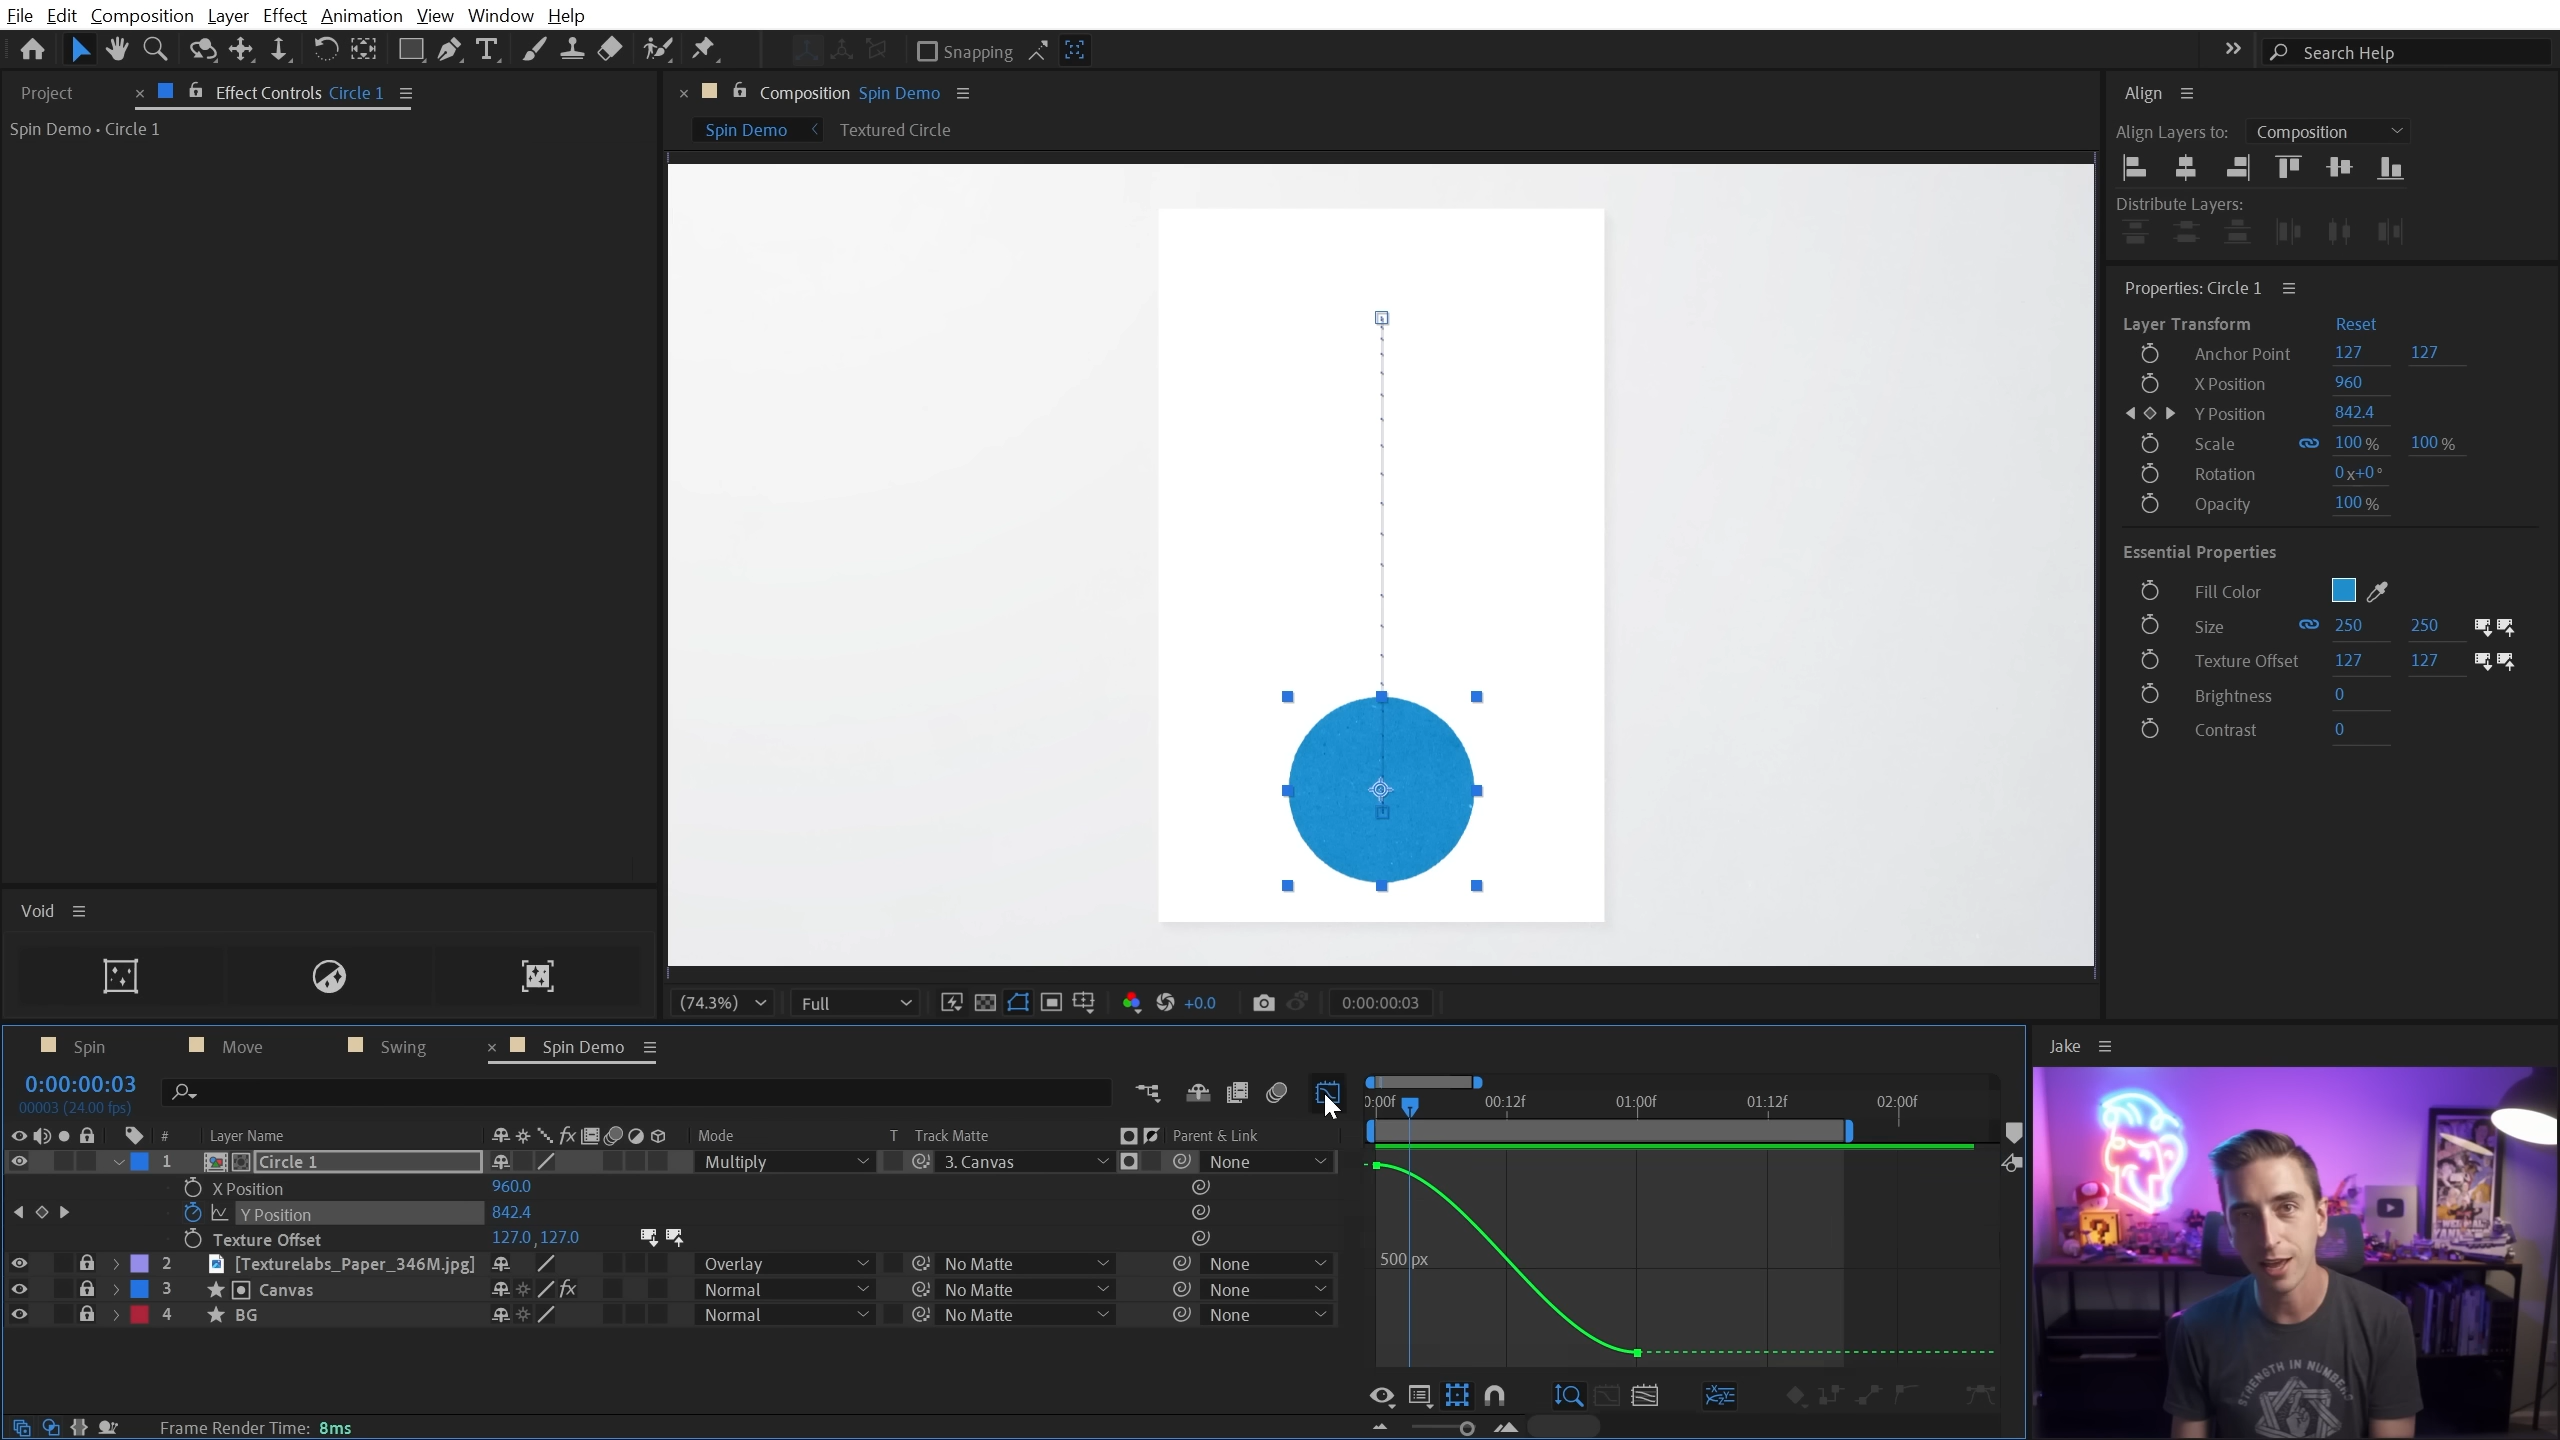 File Edit Composition Layer Effect Animation View Window Help
Snapping
Search Help
Project
Effect Controls Circle 1
Spin Demo • Circle 1
Composition Spin Demo
Spin Demo
Textured Circle
Align
Align Layers to: Composition
Distribute Layers:
Properties: Circle 1
Layer Transform Reset
Anchor Point 127 127
X Position 960
Y Position 842.4
Scale 100 % 100 %
Rotation 0x+0°
Opacity 100 %
Essential Properties
Fill Color
Size 250 250
Texture Offset 127 127
Brightness 0
Contrast 0
Void
(74.3%) Full +0.0 0:00:00:03
Spin Move Swing Spin Demo
Jake
0:00:00:03
00003 (24.00 fps)
0:00f 00:12f 01:00f 01:12f 02:00f
# Layer Name Mode T Track Matte Parent & Link
1 Circle 1 Multiply 3. Canvas None
X Position 960.0
Y Position 842.4
Texture Offset 127.0,127.0
2 [Texturelabs_Paper_346M.jpg] Overlay No Matte None
3 Canvas Normal No Matte None
4 BG Normal No Matte None
500 px
Frame Render Time: 8ms
STRENGTH IN NUMBERS